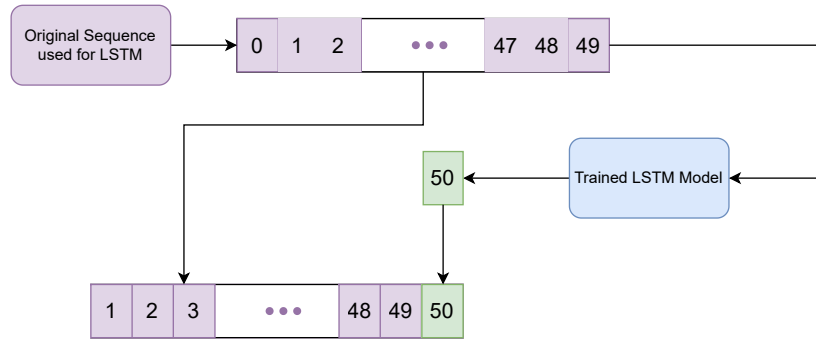 Original Sequence
used for LSTM
0 1 2 ••• 47 48 49
50
Trained LSTM Model
1 2 3 ••• 48 49 50